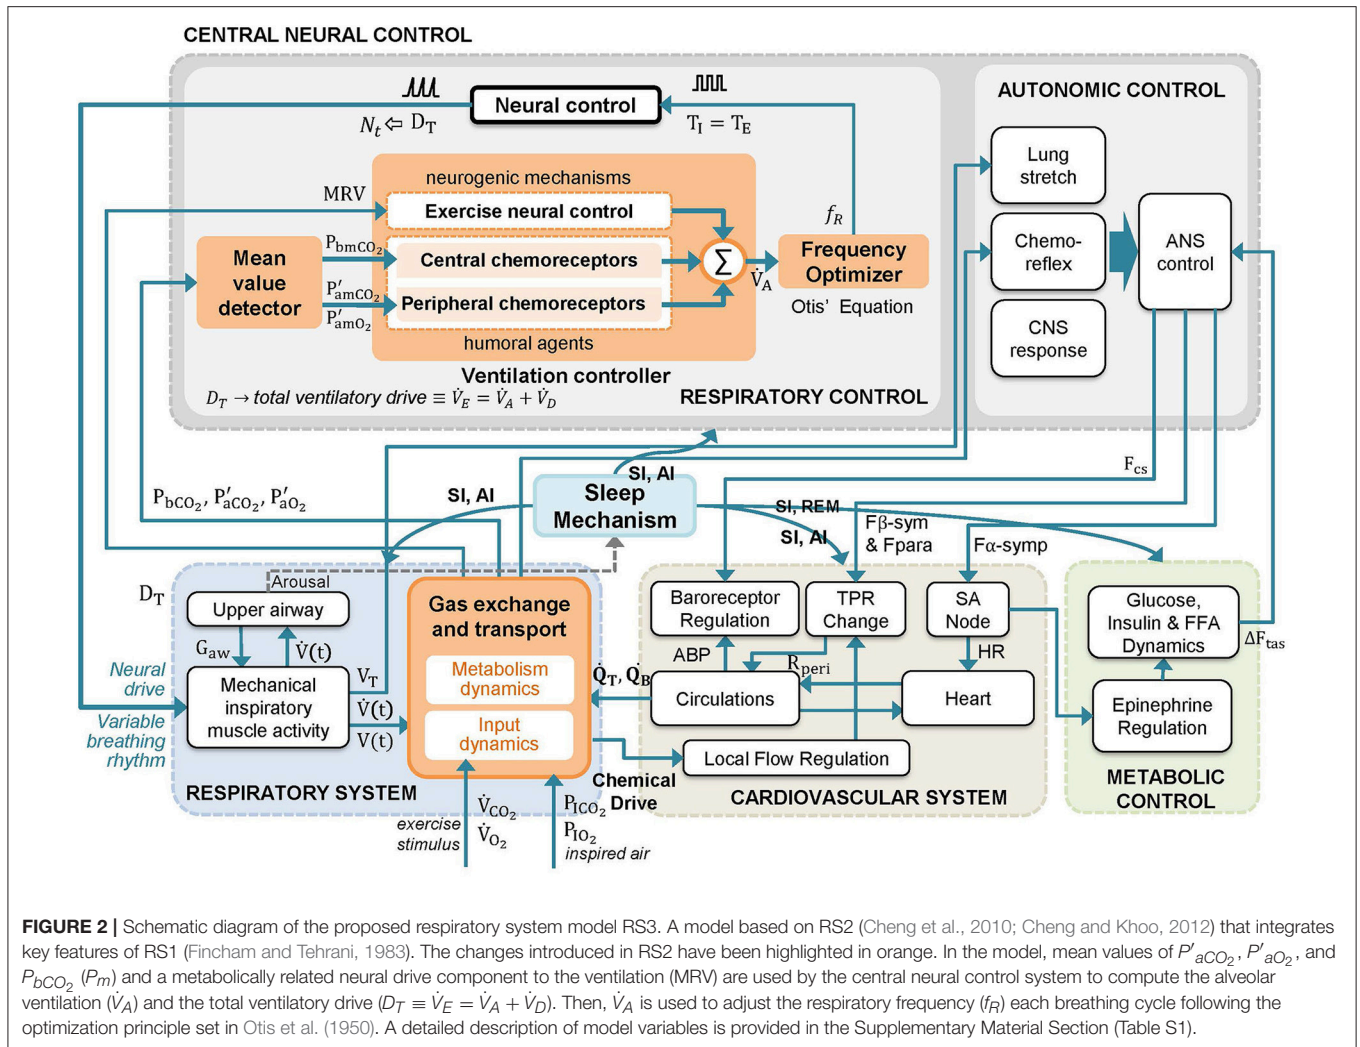 CENTRAL NEURAL CONTROL
AUTONOMIC CONTROL
Neural control
N_t ⇐ D_T
T_I = T_E
Lung
stretch
Chemo-
reflex
CNS
response
ANS
control
neurogenic mechanisms
MRV
Exercise neural control
f_R
Mean
value
detector
P_bmCO₂
P′_amCO₂
P′_amO₂
Central chemoreceptors
Peripheral chemoreceptors
Σ
V̇_A
Frequency
Optimizer
Otis' Equation
humoral agents
Ventilation controller
D_T → total ventilatory drive ≡ V̇_E = V̇_A + V̇_D
RESPIRATORY CONTROL
P_bCO₂, P′_aCO₂, P′_aO₂
SI, AI
SI, AI
Sleep
Mechanism
SI, REM
SI, AI
F_cs
Fβ-sym
& Fpara
Fα-symp
Arousal
D_T
Upper airway
G_aw
V̇(t)
Neural
drive
Variable
breathing
rhythm
Mechanical
inspiratory
muscle activity
V_T
V̇(t)
V(t)
RESPIRATORY SYSTEM
Gas exchange
and transport
Metabolism
dynamics
Input
dynamics
Q̇_T, Q̇_B
Chemical
Drive
exercise
stimulus
V̇_CO₂
V̇_O₂
P_ICO₂
P_IO₂
inspired air
Baroreceptor
Regulation
TPR
Change
SA
Node
ABP
R_peri
HR
Circulations
Heart
Local Flow Regulation
CARDIOVASCULAR SYSTEM
Glucose,
Insulin & FFA
Dynamics
ΔF_tas
Epinephrine
Regulation
METABOLIC
CONTROL
FIGURE 2 | Schematic diagram of the proposed respiratory system model RS3. A model based on RS2 (Cheng et al., 2010; Cheng and Khoo, 2012) that integrates
key features of RS1 (Fincham and Tehrani, 1983). The changes introduced in RS2 have been highlighted in orange. In the model, mean values of P′_aCO₂, P′_aO₂, and
P_bCO₂ (P_m) and a metabolically related neural drive component to the ventilation (MRV) are used by the central neural control system to compute the alveolar
ventilation (V̇_A) and the total ventilatory drive (D_T ≡ V̇_E = V̇_A + V̇_D). Then, V̇_A is used to adjust the respiratory frequency (f_R) each breathing cycle following the
optimization principle set in Otis et al. (1950). A detailed description of model variables is provided in the Supplementary Material Section (Table S1).